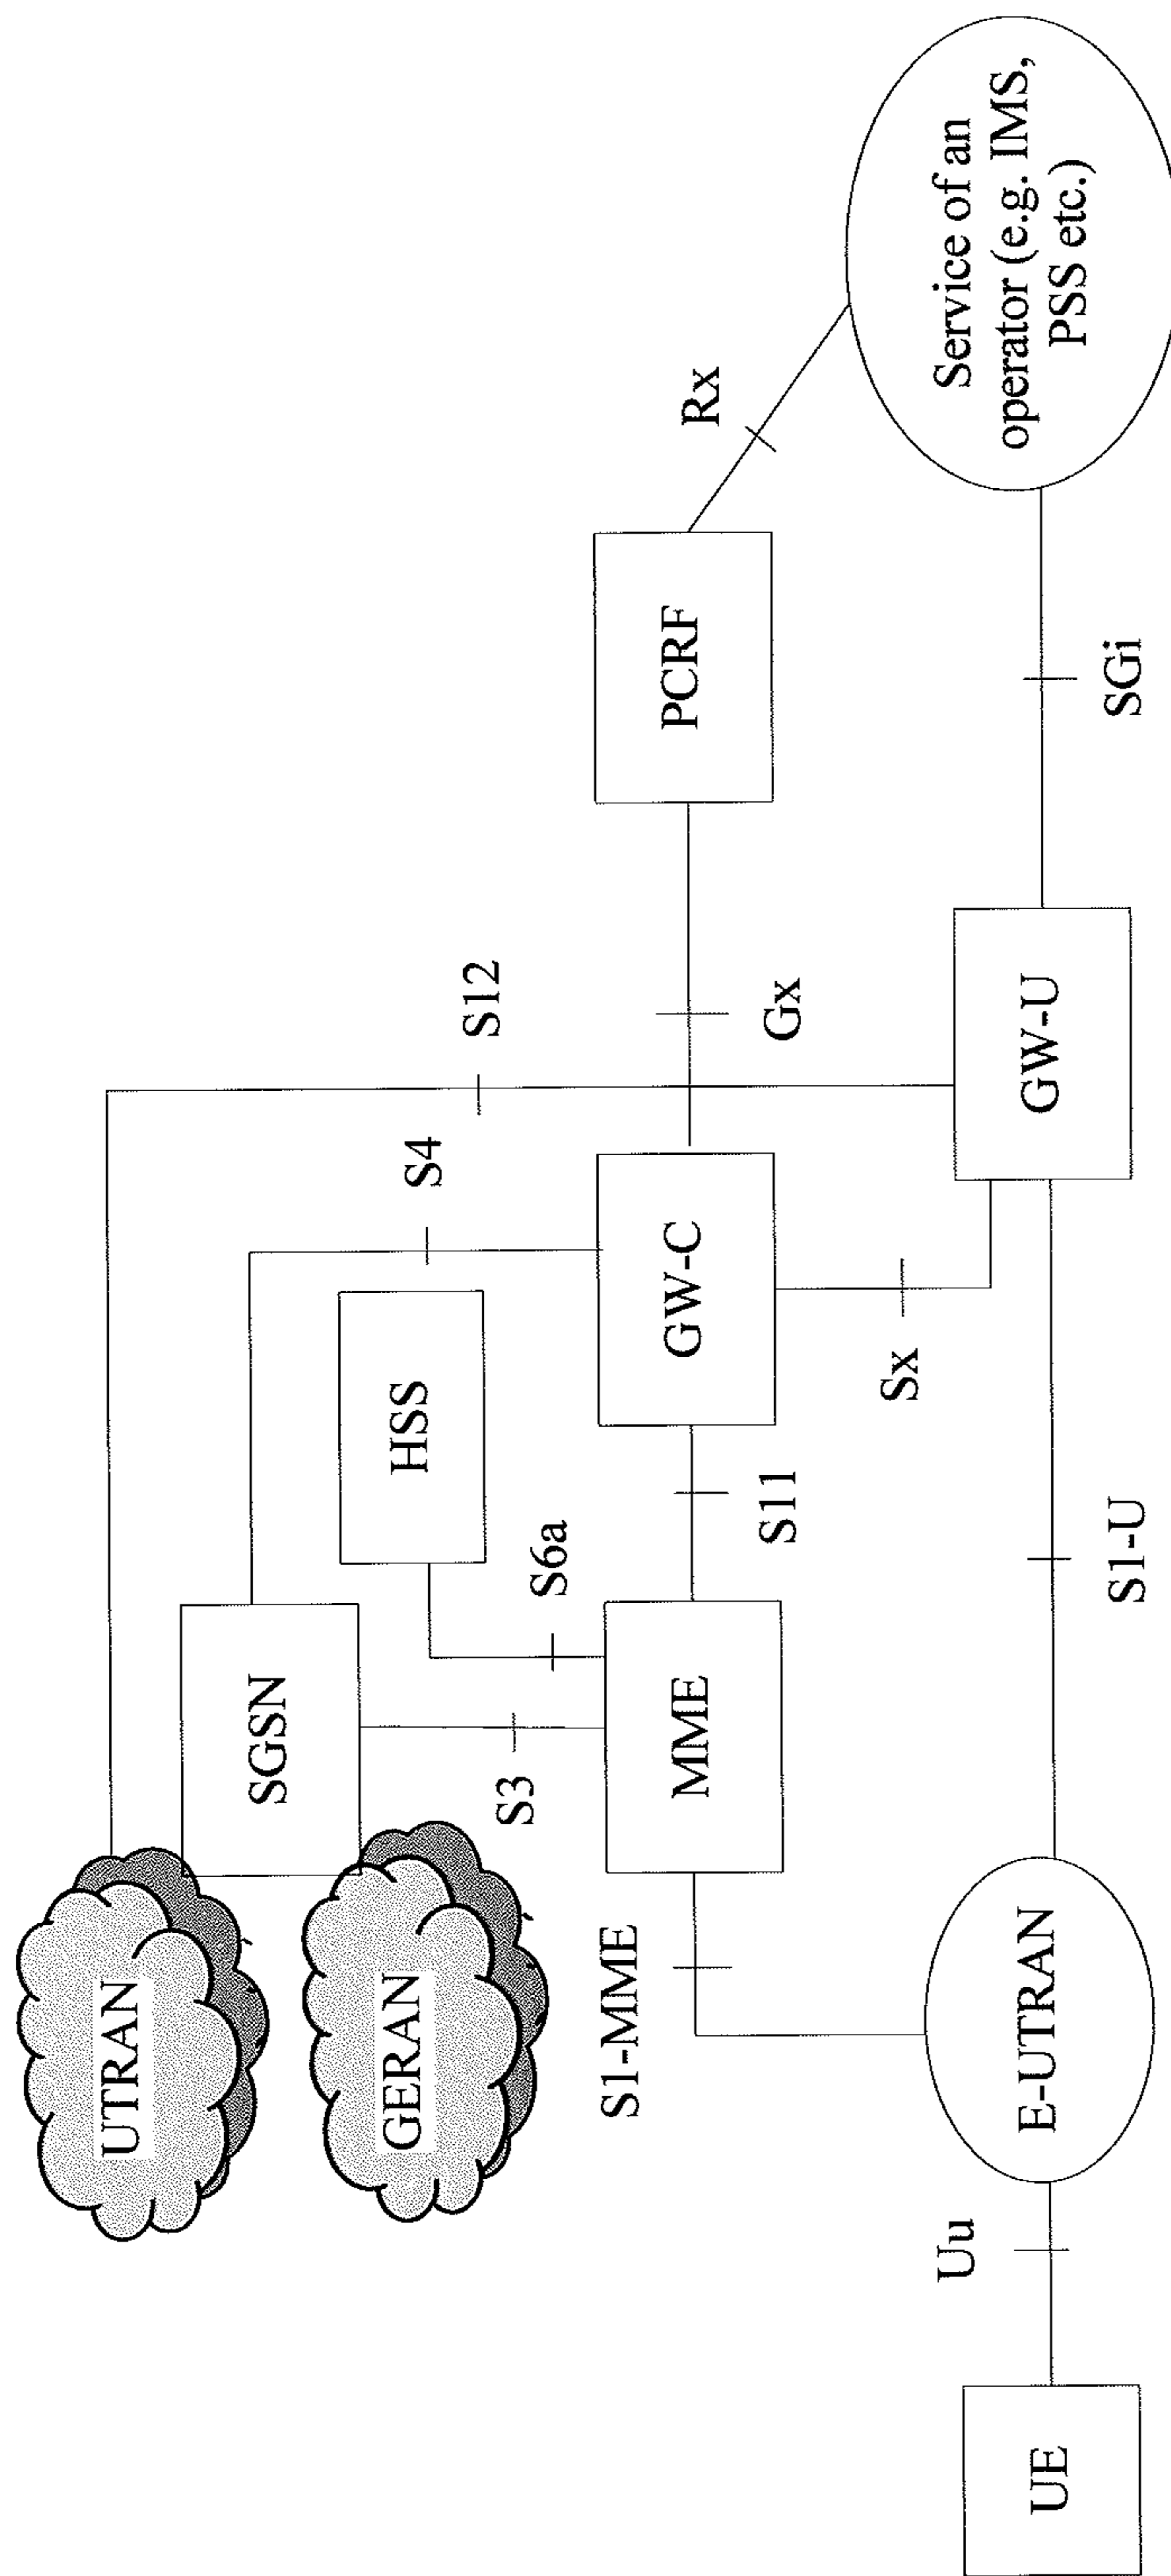 UTRAN
GERAN
SGSN
HSS
S12
S4
S3
S6a
S1-MME
MME
S11
GW-C
Gx
PCRF
Rx
Sx
Uu
UE
E-UTRAN
S1-U
GW-U
SGi
Service of an
operator (e.g. IMS,
PSS etc.)